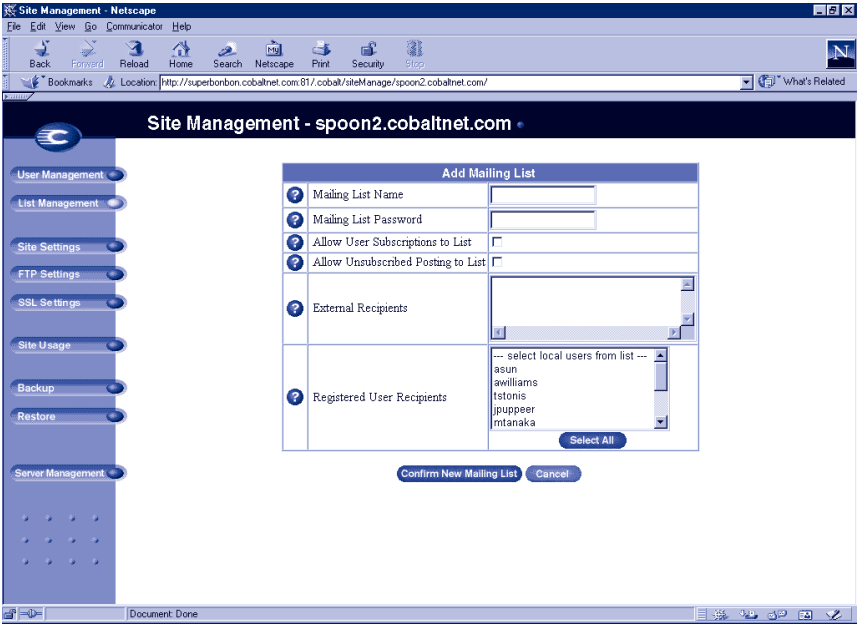 Site Management - Netscape
File Edit View Go Communicator Help
Back Forward Reload Home Search Netscape Print Security Stop
Bookmarks Location: http://superbonbon.cobaltnet.com:81/.cobalt/siteManage/spoon2.cobaltnet.com/ What's Related
Site Management - spoon2.cobaltnet.com
User Management
List Management
Site Settings
FTP Settings
SSL Settings
Site Usage
Backup
Restore
Server Management
Add Mailing List
Mailing List Name
Mailing List Password
Allow User Subscriptions to List
Allow Unsubscribed Posting to List
External Recipients
Registered User Recipients
--- select local users from list ---
asun
awilliams
tstonis
jpuppeer
mtanaka
Select All
Confirm New Mailing List Cancel
Document: Done